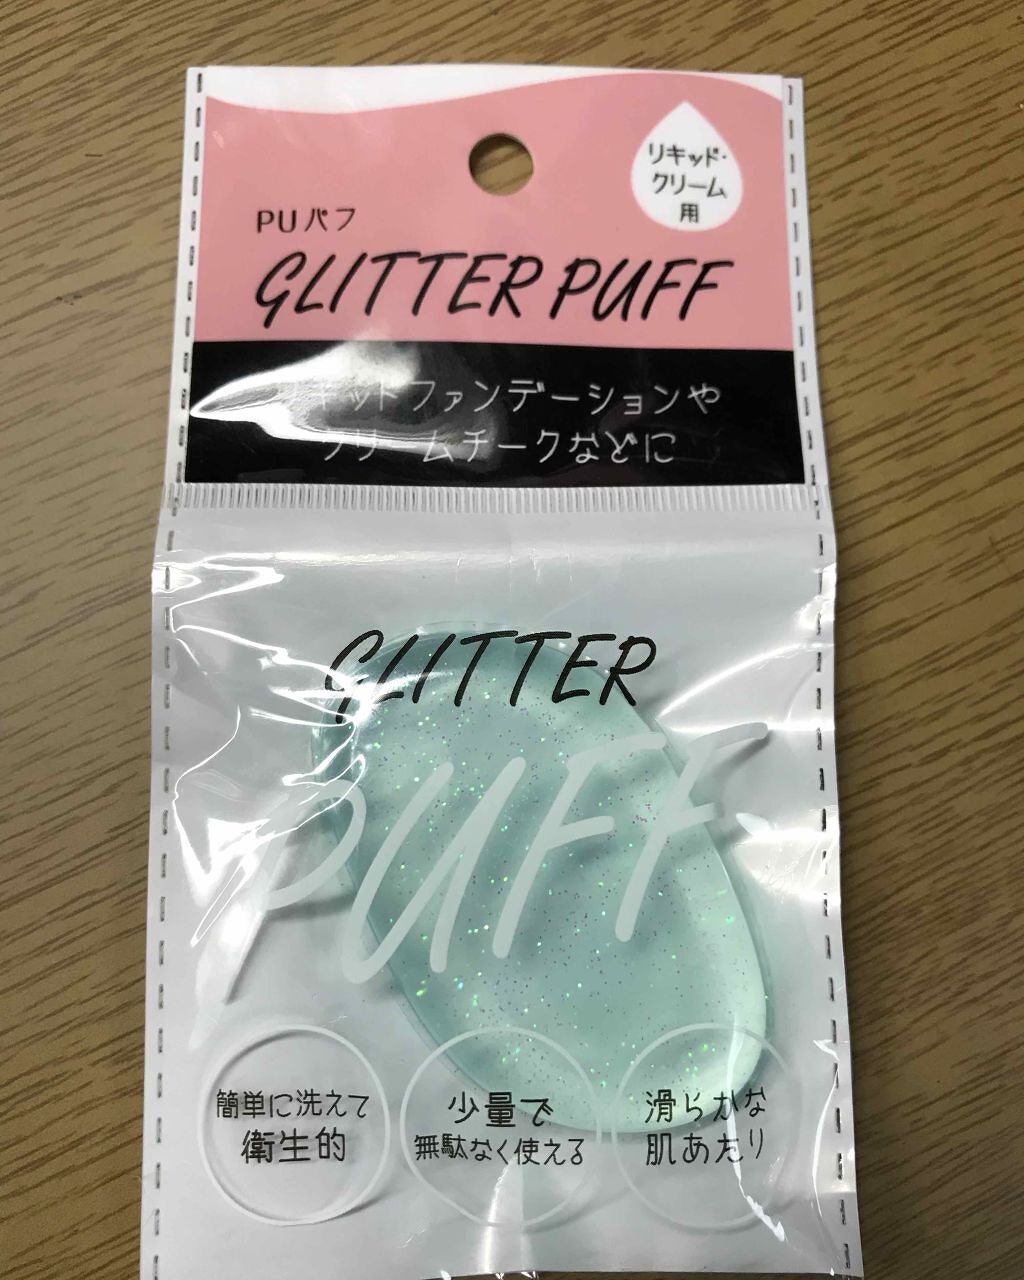 リキッド・
クリーム
用
PUパフ
GLITTER PUFF
リキッドファンデーションや
クリームチークなどに
GLITTER
PUFF
簡単に洗えて
衛生的
少量で
無駄なく使える
滑らかな
肌あたり